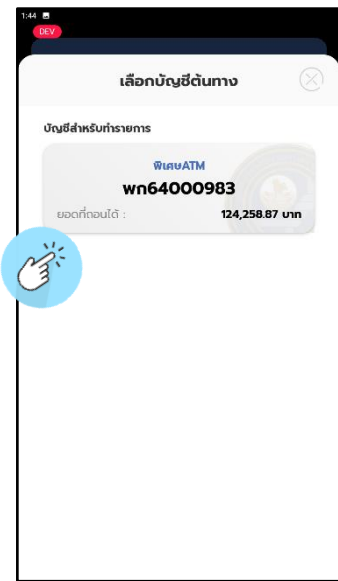 1:44
DEV
เลือกบัญชีต้นทาง
บัญชีสำหรับทำรายการ
พิเศษATM
พก64000983
ยอดที่ถอนได้ : 124,258.87 บาท